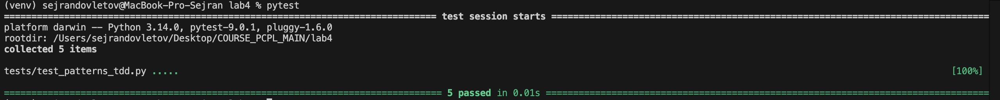 (venv) sejrandovletov@MacBook-Pro-Sejran lab4 % pytest
=============================================================================== test session starts ================================================================================
platform darwin -- Python 3.14.0, pytest-9.0.1, pluggy-1.6.0
rootdir: /Users/sejrandovletov/Desktop/COURSE_PCPL_MAIN/lab4
collected 5 items
tests/test_patterns_tdd.py ..... [100%]
================================================================================ 5 passed in 0.01s =================================================================================